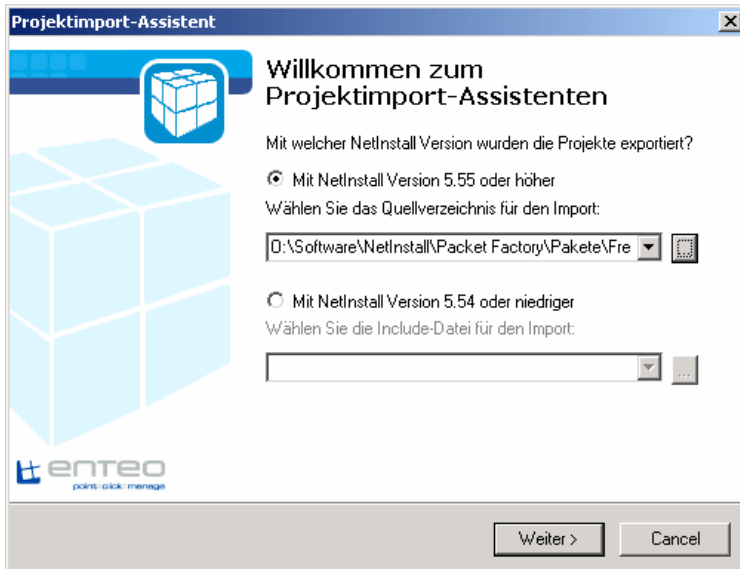 Projektimport-Assistent
Willkommen zum
Projektimport-Assistenten
Mit welcher NetInstall Version wurden die Projekte exportiert?
Mit NetInstall Version 5.55 oder höher
Wählen Sie das Quellverzeichnis für den Import:
O:\Software\NetInstall\Packet Factory\Pakete\Fre
...
Mit NetInstall Version 5.54 oder niedriger
Wählen Sie die Include-Datei für den Import:
...
enteo
point click manage
Weiter >
Cancel